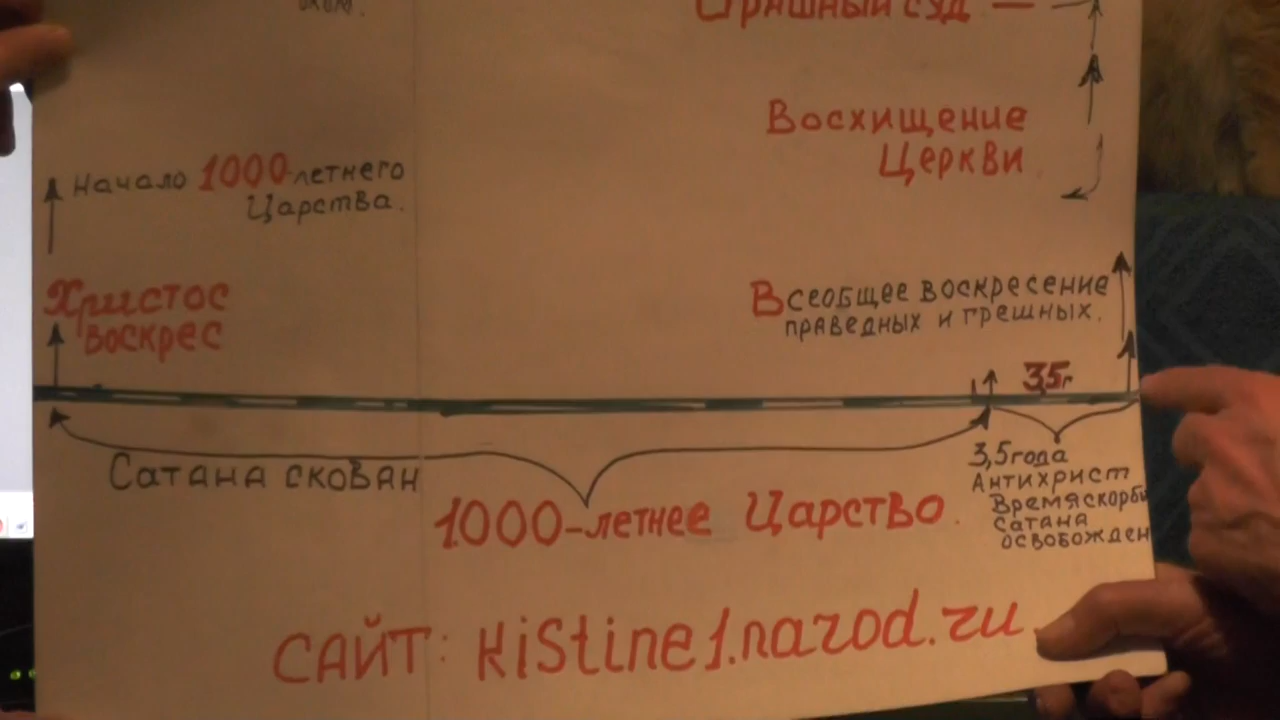 Страшный суд —
Восхищение
Церкви
Начало 1000-летнего
Царства.
Христос
воскрес
Всеобщее воскресение
праведных и грешных.
3,5г
Сатана скован
1000-летнее Царство.
3,5 года
Антихрист
Время скорби
Сатана
освобожден
САЙТ: kistine1.narod.ru